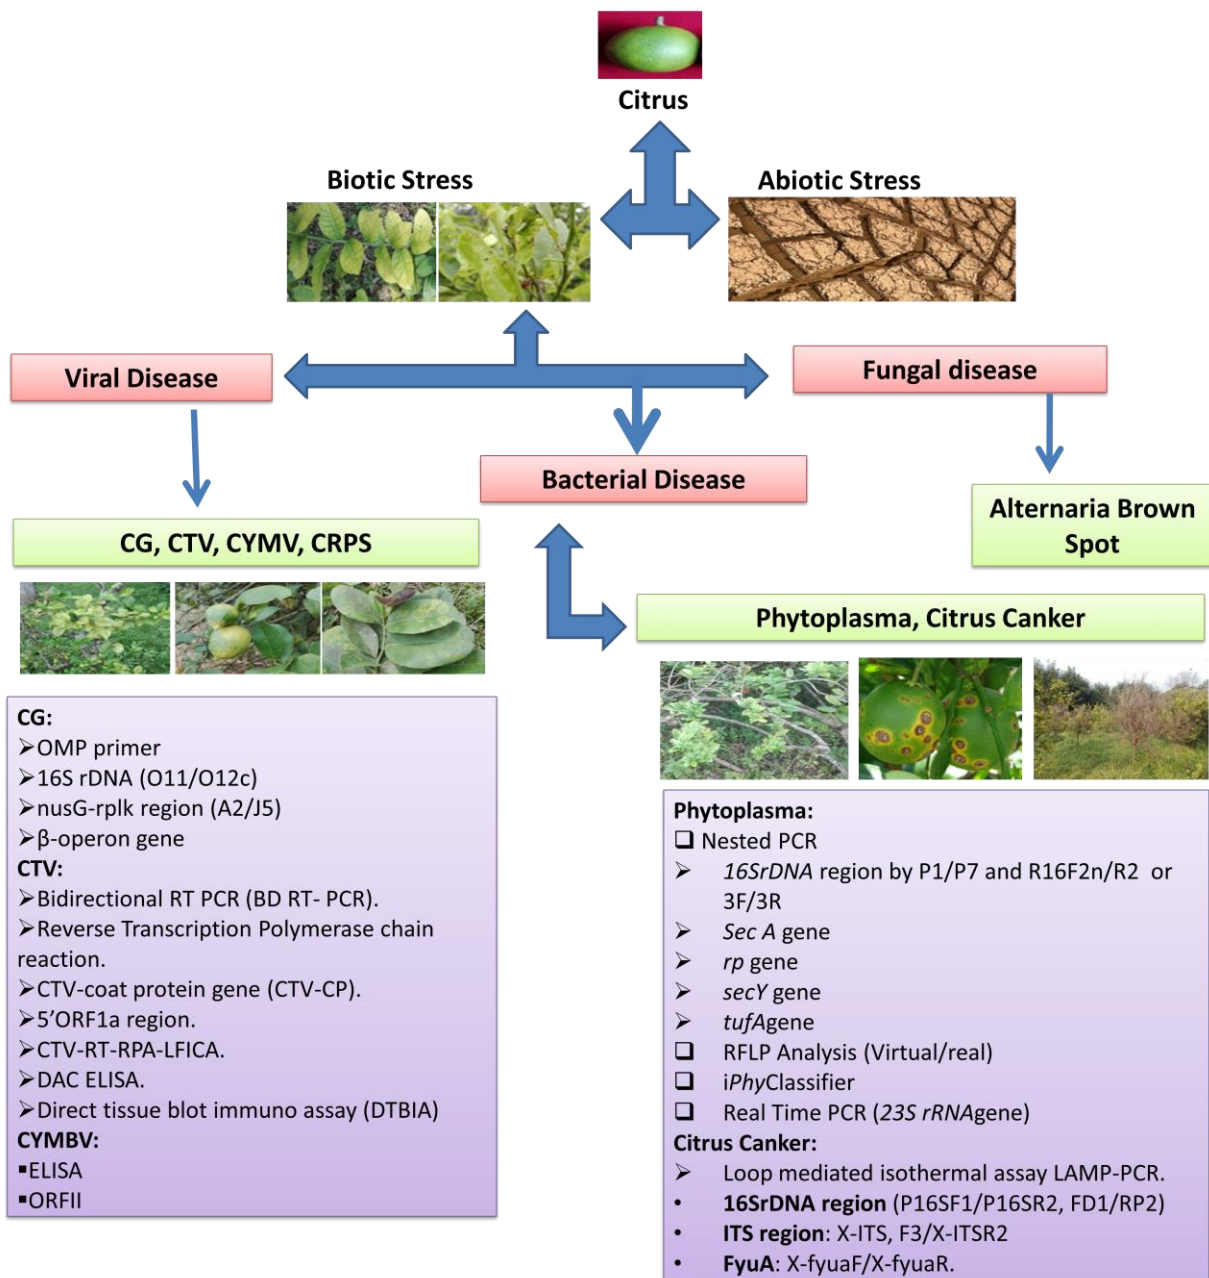 Citrus
Biotic Stress
Abiotic Stress
Viral Disease
Fungal disease
Bacterial Disease
CG, CTV, CYMV, CRPS
Alternaria Brown
Spot
Phytoplasma, Citrus Canker
CG:
➢OMP primer
➢16S rDNA (O11/O12c)
➢nusG-rplk region (A2/J5)
➢β-operon gene
CTV:
➢Bidirectional RT PCR (BD RT- PCR).
➢Reverse Transcription Polymerase chain
reaction.
➢CTV-coat protein gene (CTV-CP).
➢5’ORF1a region.
➢CTV-RT-RPA-LFICA.
➢DAC ELISA.
➢Direct tissue blot immuno assay (DTBIA)
CYMBV:
▪ELISA
▪ORFII
Phytoplasma:
❑ Nested PCR
➢ 16SrDNA region by P1/P7 and R16F2n/R2 or
3F/3R
➢ Sec A gene
➢ rp gene
➢ secY gene
➢ tufAgene
❑ RFLP Analysis (Virtual/real)
❑ iPhyClassifier
❑ Real Time PCR (23S rRNAgene)
Citrus Canker:
➢ Loop mediated isothermal assay LAMP-PCR.
• 16SrDNA region (P16SF1/P16SR2, FD1/RP2)
• ITS region: X-ITS, F3/X-ITSR2
• FyuA: X-fyuaF/X-fyuaR.